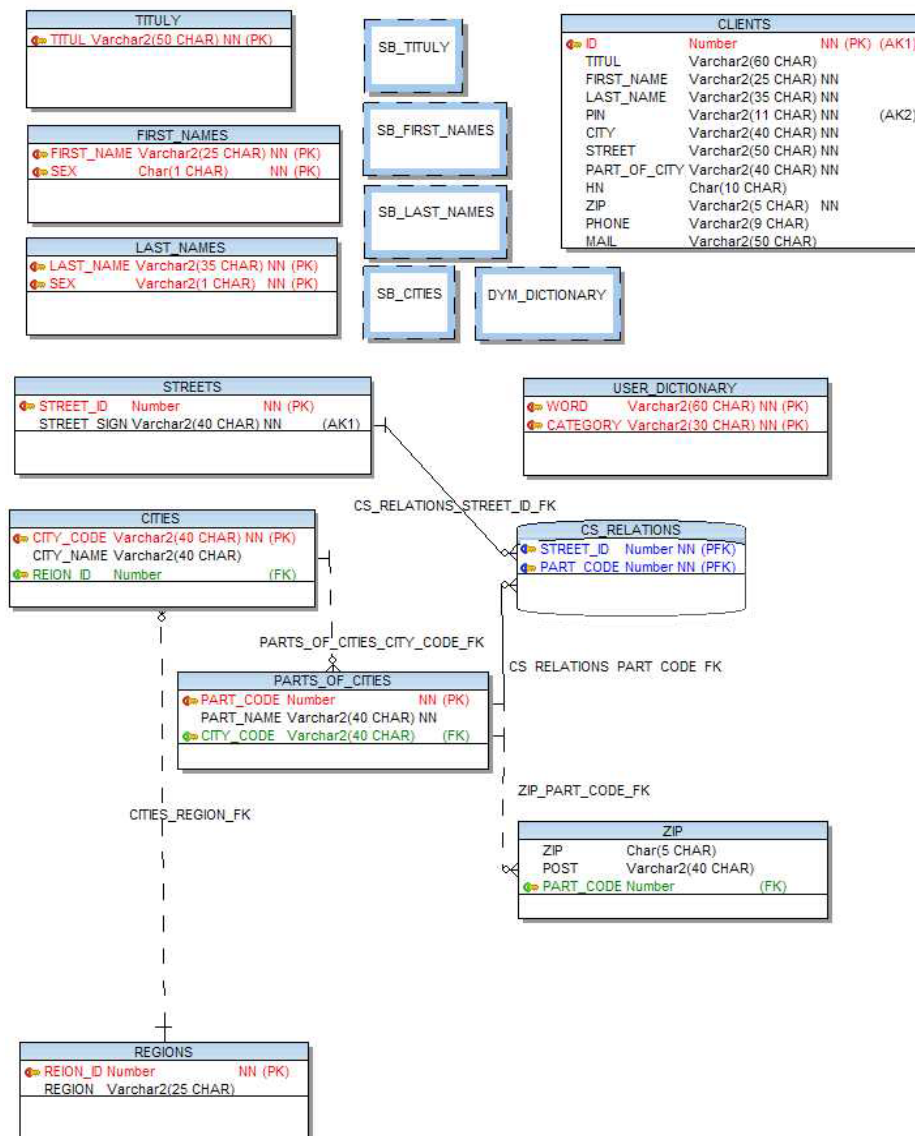 TITULY
TITUL Varchar2(50 CHAR) NN (PK)
SB_TITULY
CLIENTS
ID Number NN (PK) (AK1)
TITUL Varchar2(60 CHAR)
FIRST_NAME Varchar2(25 CHAR) NN
LAST_NAME Varchar2(35 CHAR) NN
PIN Varchar2(11 CHAR) NN (AK2)
CITY Varchar2(40 CHAR) NN
STREET Varchar2(50 CHAR) NN
PART_OF_CITY Varchar2(40 CHAR) NN
HN Char(10 CHAR)
ZIP Varchar2(5 CHAR) NN
PHONE Varchar2(9 CHAR)
MAIL Varchar2(50 CHAR)
FIRST_NAMES
FIRST_NAME Varchar2(25 CHAR) NN (PK)
SEX Char(1 CHAR) NN (PK)
SB_FIRST_NAMES
SB_LAST_NAMES
LAST_NAMES
LAST_NAME Varchar2(35 CHAR) NN (PK)
SEX Varchar2(1 CHAR) NN (PK)
SB_CITIES
DYM_DICTIONARY
STREETS
STREET_ID Number NN (PK)
STREET_SIGN Varchar2(40 CHAR) NN (AK1)
USER_DICTIONARY
WORD Varchar2(60 CHAR) NN (PK)
CATEGORY Varchar2(30 CHAR) NN (PK)
CS_RELATIONS_STREET_ID_FK
CITIES
CITY_CODE Varchar2(40 CHAR) NN (PK)
CITY_NAME Varchar2(40 CHAR)
REION_ID Number (FK)
CS_RELATIONS
STREET_ID Number NN (PFK)
PART_CODE Number NN (PFK)
PARTS_OF_CITIES_CITY_CODE_FK
CS_RELATIONS_PART_CODE_FK
PARTS_OF_CITIES
PART_CODE Number NN (PK)
PART_NAME Varchar2(40 CHAR) NN
CITY_CODE Varchar2(40 CHAR) (FK)
ZIP_PART_CODE_FK
CITIES_REGION_FK
ZIP
ZIP Char(5 CHAR)
POST Varchar2(40 CHAR)
PART_CODE Number (FK)
REGIONS
REION_ID Number NN (PK)
REGION Varchar2(25 CHAR)